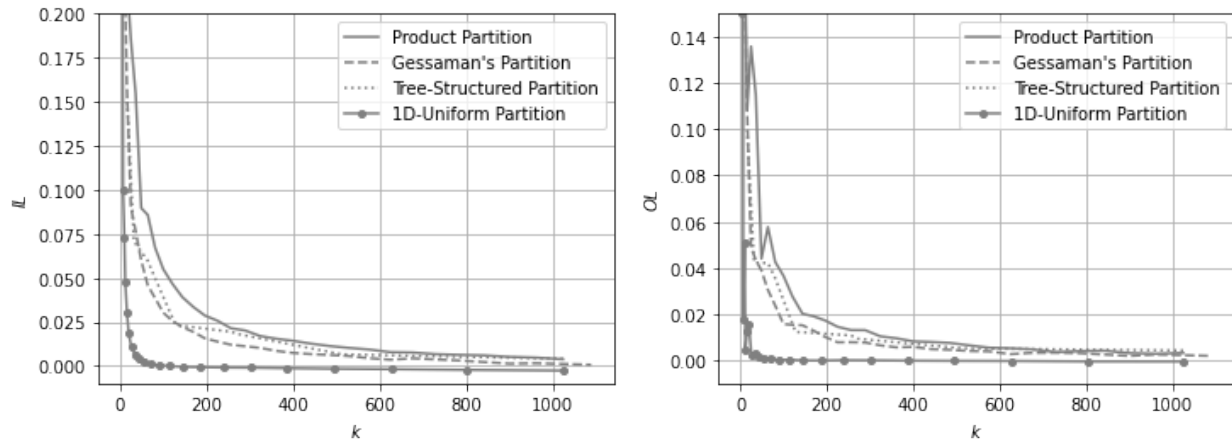 0.200
0.175
0.150
0.125
0.100
0.075
0.050
0.025
0.000
IL
0 200 400 600 800 1000
k
Product Partition
Gessaman's Partition
Tree-Structured Partition
1D-Uniform Partition
0.14
0.12
0.10
0.08
0.06
0.04
0.02
0.00
OL
0 200 400 600 800 1000
k
Product Partition
Gessaman's Partition
Tree-Structured Partition
1D-Uniform Partition